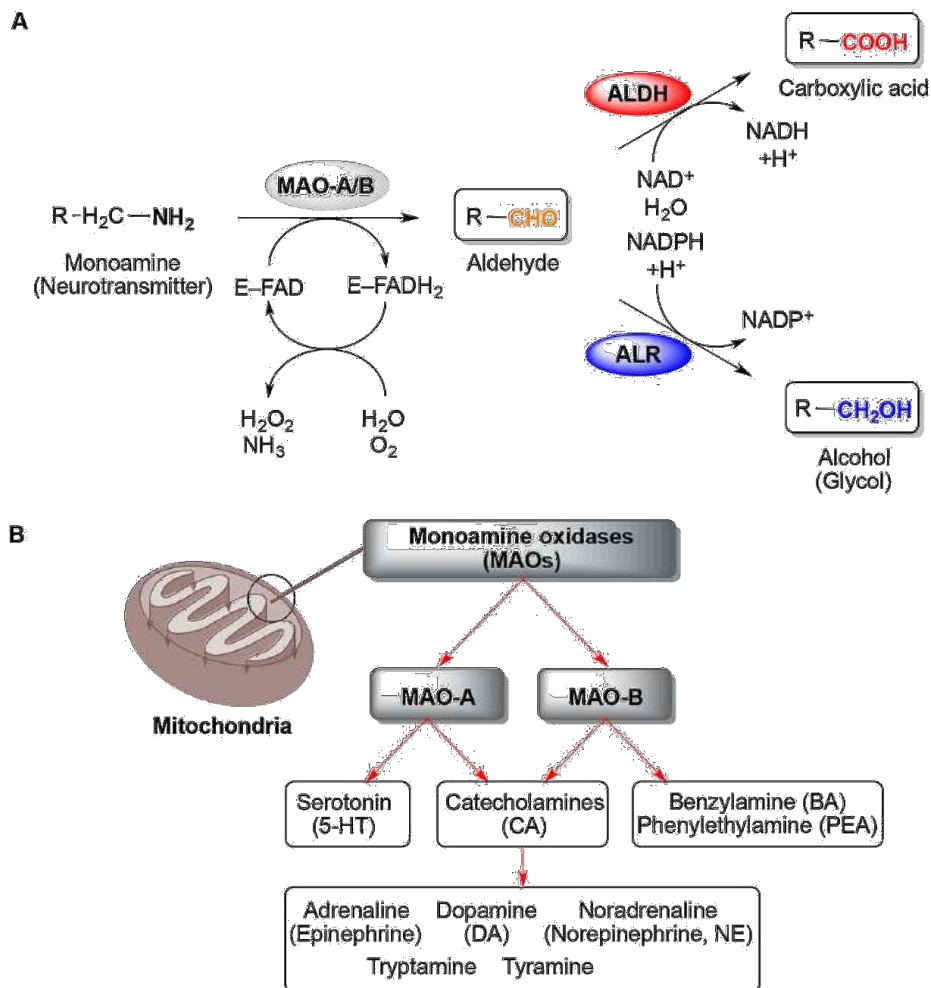 A
R–COOH
Carboxylic acid
ALDH
NADH
+H⁺
NAD⁺
H₂O
MAO-A/B
R-H₂C–NH₂
R–CHO
NADPH
+H⁺
Monoamine
(Neurotransmitter)
Aldehyde
E–FAD
E–FADH₂
NADP⁺
ALR
R–CH₂OH
H₂O₂
NH₃
H₂O
O₂
Alcohol
(Glycol)
B
Monoamine oxidases
(MAOs)
MAO-A
MAO-B
Mitochondria
Serotonin
(5-HT)
Catecholamines
(CA)
Benzylamine (BA)
Phenylethylamine (PEA)
Adrenaline
(Epinephrine)
Dopamine
(DA)
Noradrenaline
(Norepinephrine, NE)
Tryptamine
Tyramine